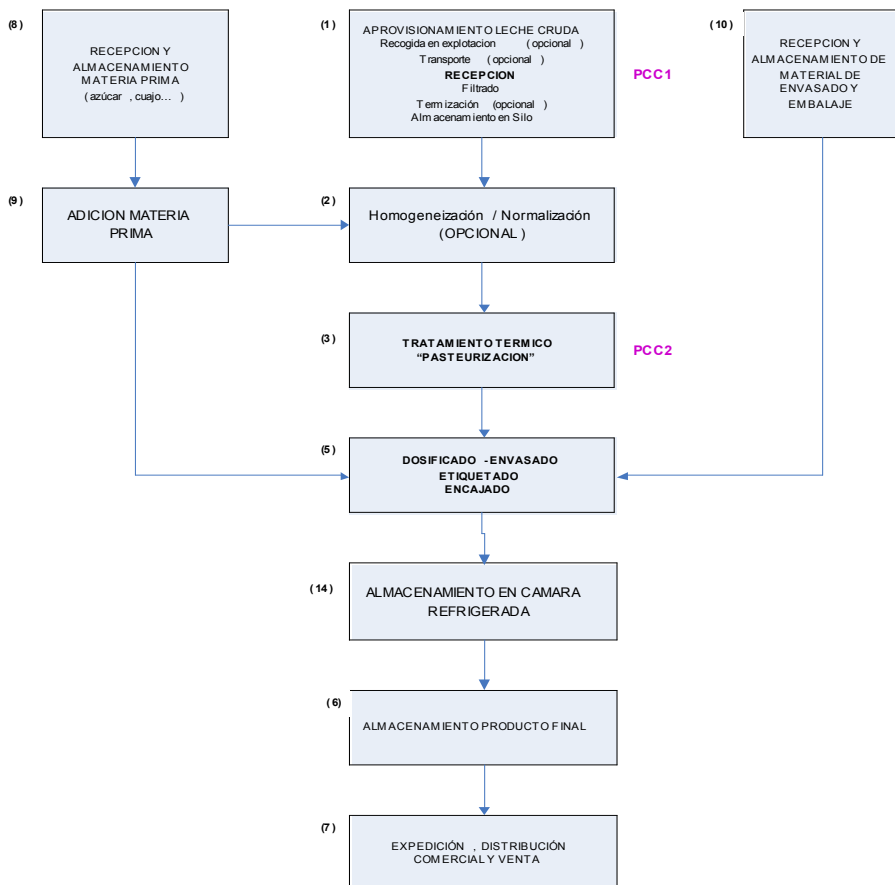 (8)
RECEPCION Y
ALMACENAMIENTO
MATERIA PRIMA
(azúcar , cuajo... )
(1)
APROVISIONAMIENTO LECHE CRUDA
Recogida en explotacion (opcional )
Transporte (opcional )
RECEPCION
Filtrado
Termización (opcional )
Almacenamiento en Silo
PCC1
(10)
RECEPCION Y
ALMACENAMIENTO DE
MATERIAL DE
ENVASADO Y
EMBALAJE
(9)
ADICION MATERIA
PRIMA
(2)
Homogeneización / Normalización
(OPCIONAL )
(3)
TRATAMIENTO TERMICO
“PASTEURIZACION”
PCC2
(5)
DOSIFICADO -ENVASADO
ETIQUETADO
ENCAJADO
(14)
ALMACENAMIENTO EN CAMARA
REFRIGERADA
(6)
ALMACENAMIENTO PRODUCTO FINAL
(7)
EXPEDICIÓN , DISTRIBUCIÓN
COMERCIAL Y VENTA